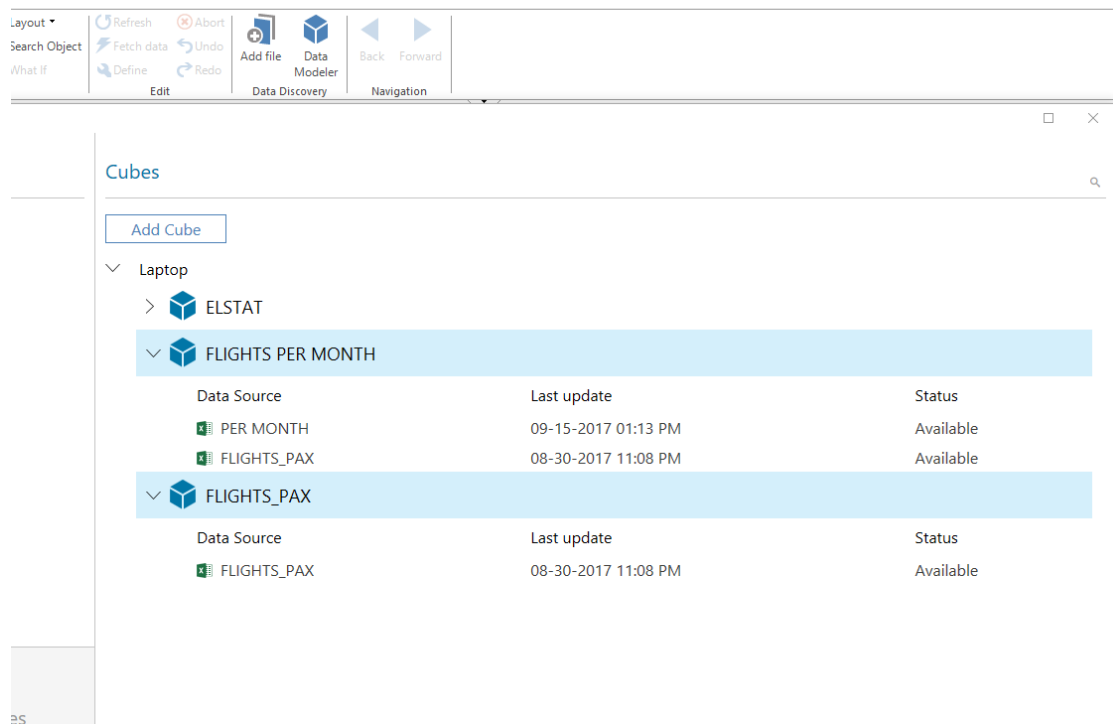 Layout
Refresh
Abort
Search Object
Fetch data
Undo
What If
Define
Redo
Add file
Data
Modeler
Back
Forward
Edit
Data Discovery
Navigation
Cubes
Add Cube
Laptop
ELSTAT
FLIGHTS PER MONTH
Data Source Last update Status
PER MONTH 09-15-2017 01:13 PM Available
FLIGHTS_PAX 08-30-2017 11:08 PM Available
FLIGHTS_PAX
Data Source Last update Status
FLIGHTS_PAX 08-30-2017 11:08 PM Available
es